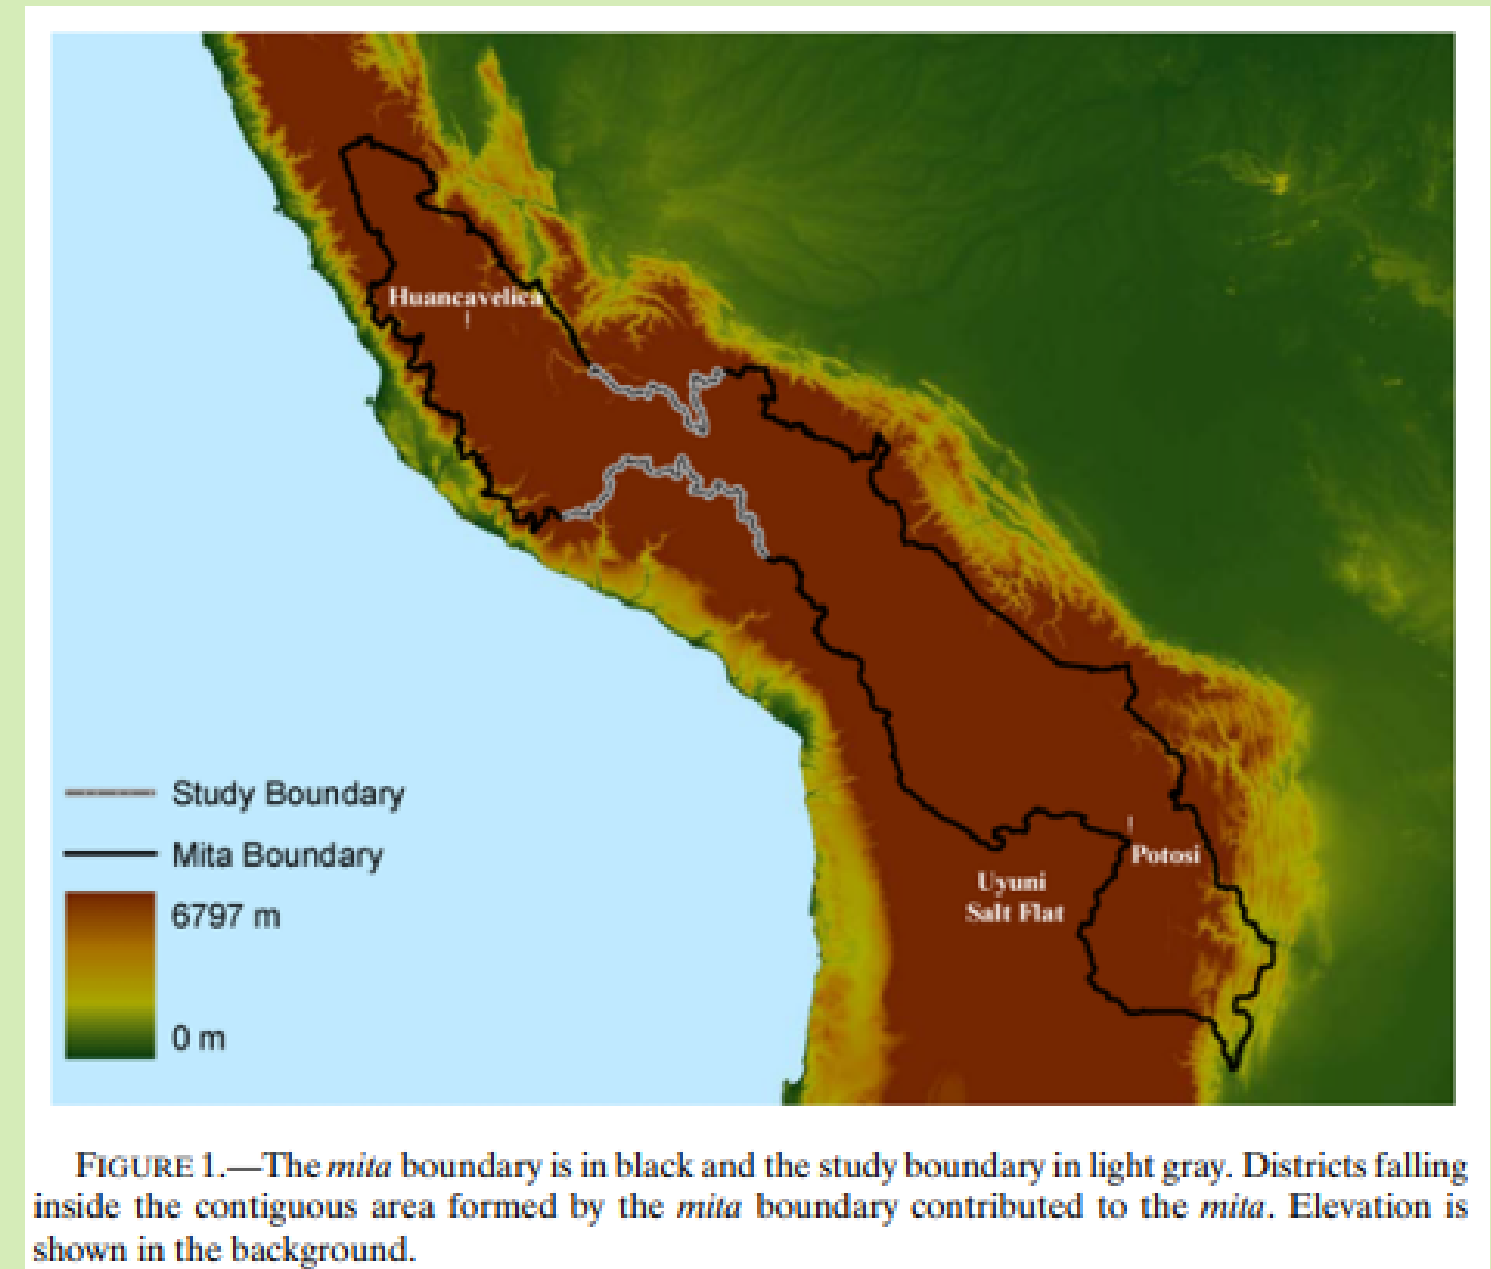 Huancavelica
Study Boundary
Mita Boundary
6797 m
0 m
Potosi
Uyuni
Salt Flat
FIGURE 1.—The mita boundary is in black and the study boundary in light gray. Districts falling
inside the contiguous area formed by the mita boundary contributed to the mita. Elevation is
shown in the background.